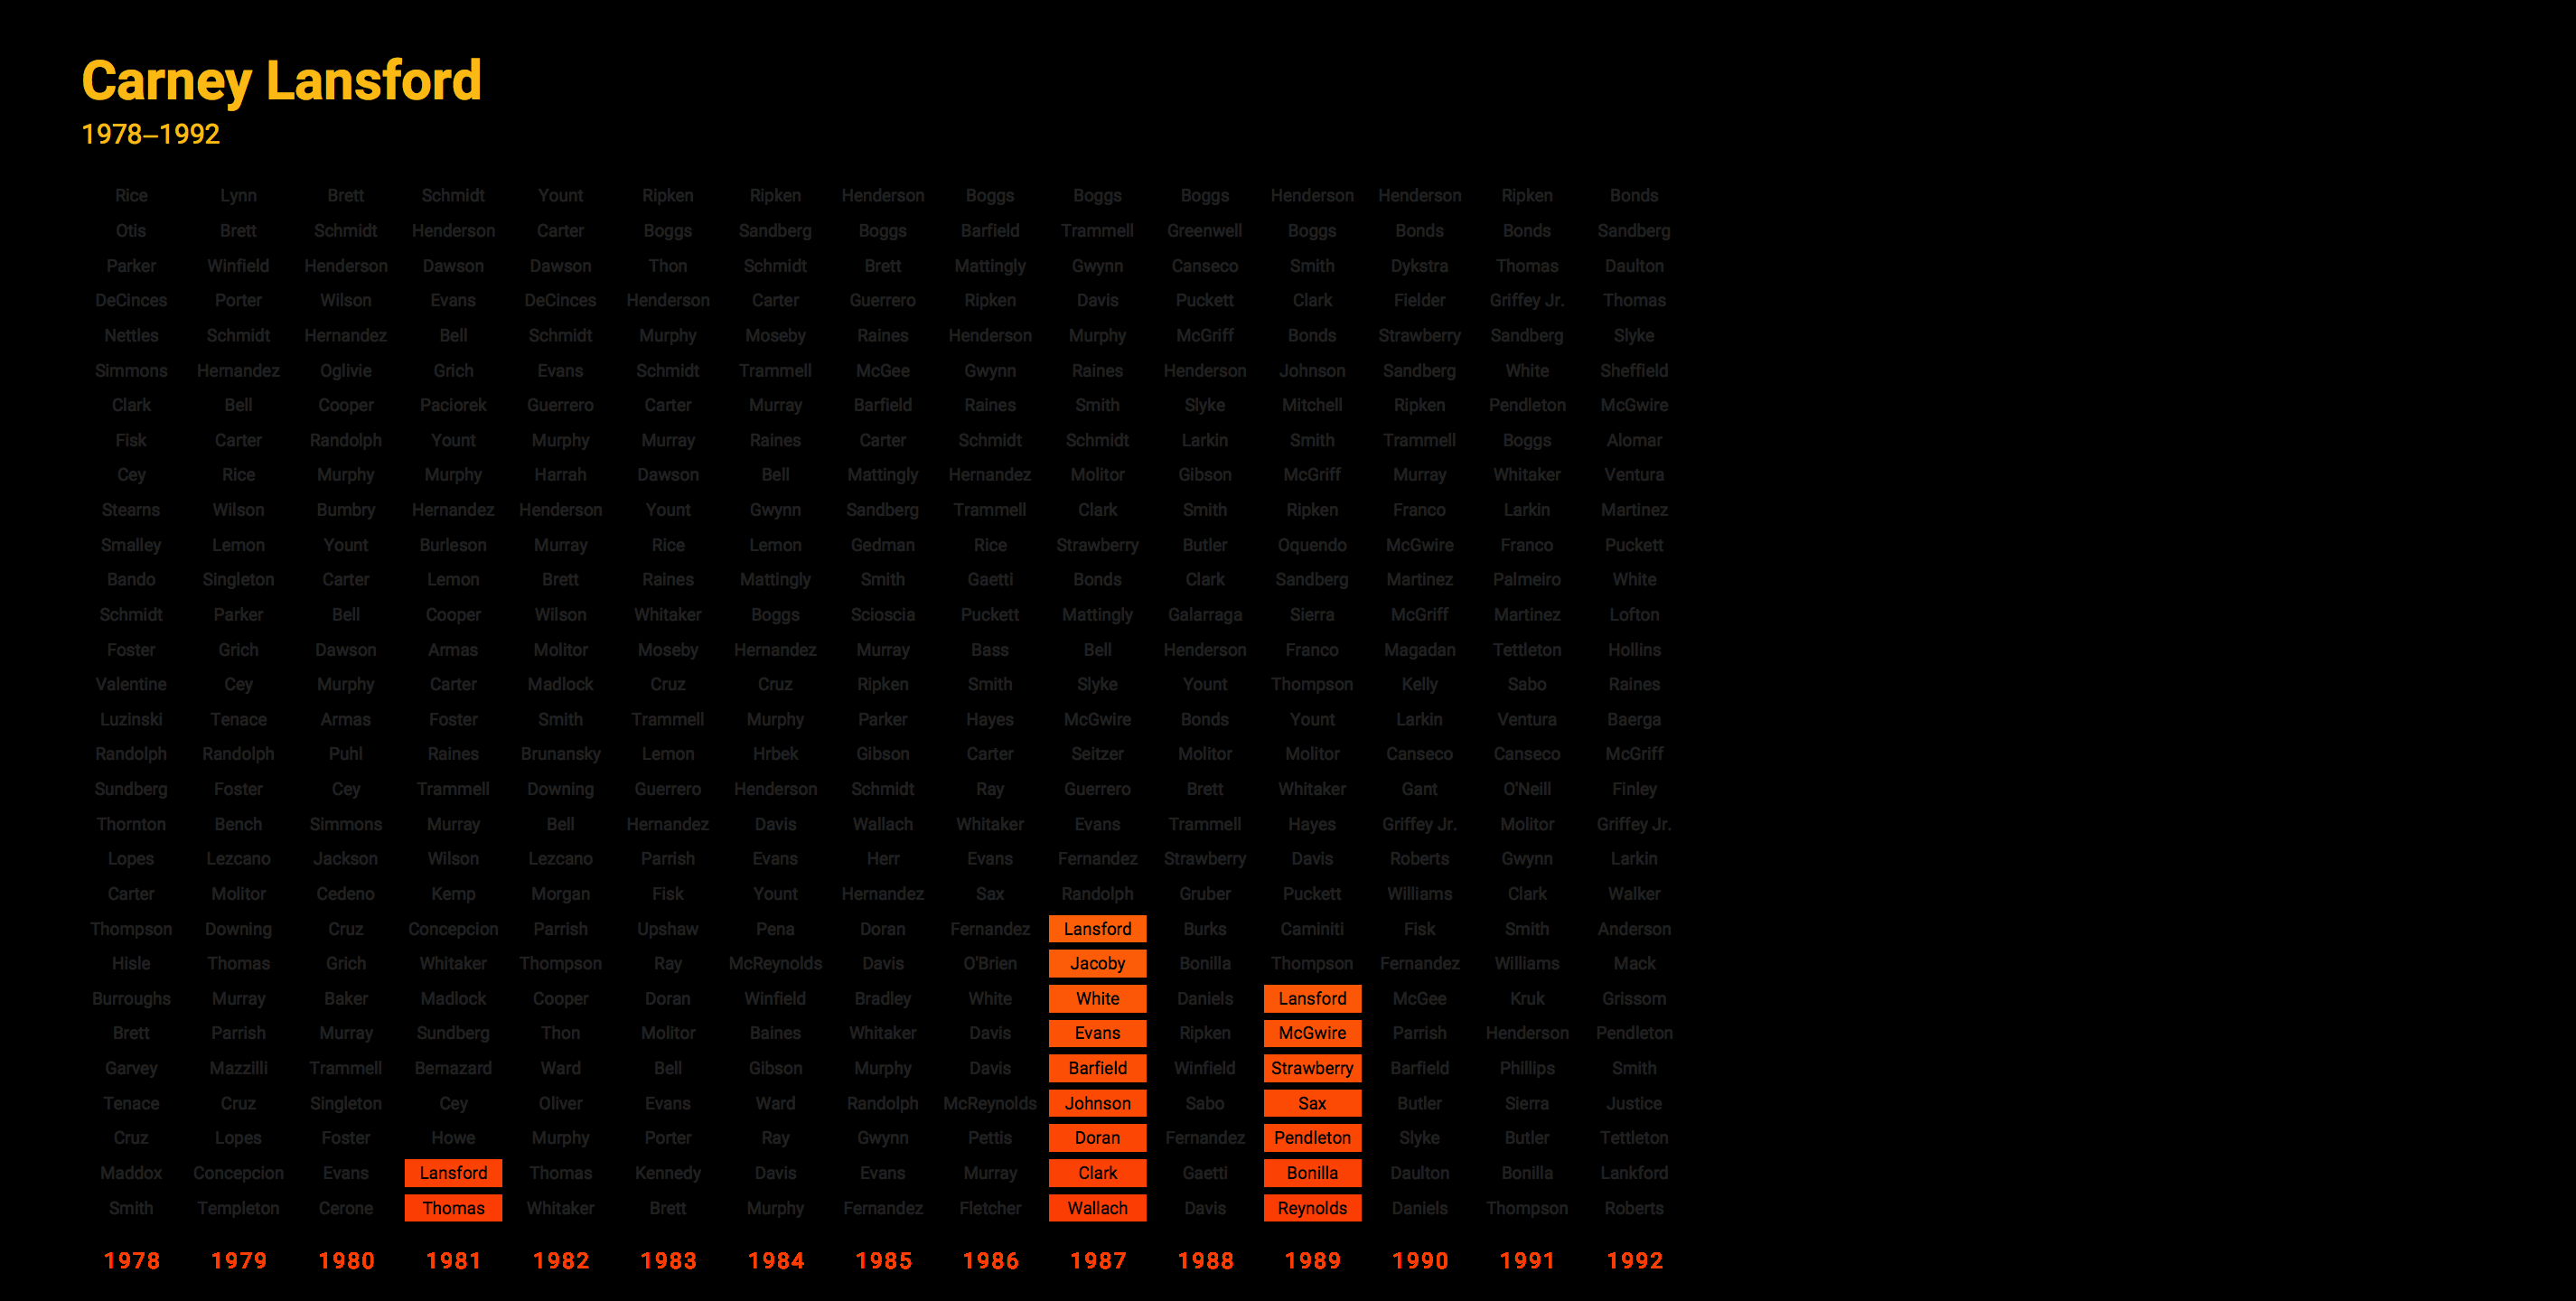 Carney Lansford
1978–1992
Rice Lynn Brett Schmidt Yount Ripken Ripken Henderson Boggs Boggs Boggs Henderson Henderson Ripken Bonds
Otis Brett Schmidt Henderson Carter Boggs Sandberg Boggs Barfield Trammell Greenwell Boggs Bonds Bonds Sandberg
Parker Winfield Henderson Dawson Dawson Thon Schmidt Brett Mattingly Gwynn Canseco Smith Dykstra Thomas Daulton
DeCinces Porter Wilson Evans DeCinces Henderson Carter Guerrero Ripken Davis Puckett Clark Fielder Griffey Jr. Thomas
Nettles Schmidt Hernandez Bell Schmidt Murphy Moseby Raines Henderson Murphy McGriff Bonds Strawberry Sandberg Slyke
Simmons Hernandez Oglivie Grich Evans Schmidt Trammell McGee Gwynn Raines Henderson Johnson Sandberg White Sheffield
Clark Bell Cooper Paciorek Guerrero Carter Murray Barfield Raines Smith Slyke Mitchell Ripken Pendleton McGwire
Fisk Carter Randolph Yount Murphy Murray Raines Carter Schmidt Schmidt Larkin Smith Trammell Boggs Alomar
Cey Rice Murphy Murphy Harrah Dawson Bell Mattingly Hernandez Molitor Gibson McGriff Murray Whitaker Ventura
Stearns Wilson Bumbry Hernandez Henderson Yount Gwynn Sandberg Trammell Clark Smith Ripken Franco Larkin Martinez
Smalley Lemon Yount Burleson Murray Rice Lemon Gedman Rice Strawberry Butler Oquendo McGwire Franco Puckett
Bando Singleton Carter Lemon Brett Raines Mattingly Smith Gaetti Bonds Clark Sandberg Martinez Palmeiro White
Schmidt Parker Bell Cooper Wilson Whitaker Boggs Scioscia Puckett Mattingly Galarraga Sierra McGriff Martinez Lofton
Foster Grich Dawson Armas Molitor Moseby Hernandez Murray Bass Bell Henderson Franco Magadan Tettleton Hollins
Valentine Cey Murphy Carter Madlock Cruz Cruz Ripken Smith Slyke Yount Thompson Kelly Sabo Raines
Luzinski Tenace Armas Foster Smith Trammell Murphy Parker Hayes McGwire Bonds Yount Larkin Ventura Baerga
Randolph Randolph Puhl Raines Brunansky Lemon Hrbek Gibson Carter Seitzer Molitor Molitor Canseco Canseco McGriff
Sundberg Foster Cey Trammell Downing Guerrero Henderson Schmidt Ray Guerrero Brett Whitaker Gant O'Neill Finley
Thornton Bench Simmons Murray Bell Hernandez Davis Wallach Whitaker Evans Trammell Hayes Griffey Jr. Molitor Griffey Jr.
Lopes Lezcano Jackson Wilson Lezcano Parrish Evans Herr Evans Fernandez Strawberry Davis Roberts Gwynn Larkin
Carter Molitor Cedeno Kemp Morgan Fisk Yount Hernandez Sax Randolph Gruber Puckett Williams Clark Walker
Thompson Downing Cruz Concepcion Parrish Upshaw Pena Doran Fernandez Lansford Burks Caminiti Fisk Smith Anderson
Hisle Thomas Grich Whitaker Thompson Ray McReynolds Davis O'Brien Jacoby Bonilla Thompson Fernandez Williams Mack
Burroughs Murray Baker Madlock Cooper Doran Winfield Bradley White White Daniels Lansford McGee Kruk Grissom
Brett Parrish Murray Sundberg Thon Molitor Baines Whitaker Davis Evans Ripken McGwire Parrish Henderson Pendleton
Garvey Mazzilli Trammell Bernazard Ward Bell Gibson Murphy Davis Barfield Winfield Strawberry Barfield Phillips Smith
Tenace Cruz Singleton Cey Oliver Evans Ward Randolph McReynolds Johnson Sabo Sax Butler Sierra Justice
Cruz Lopes Foster Howe Murphy Porter Ray Gwynn Pettis Doran Fernandez Pendleton Slyke Butler Tettleton
Maddox Concepcion Evans Lansford Thomas Kennedy Davis Evans Murray Clark Gaetti Bonilla Daulton Bonilla Lankford
Smith Templeton Cerone Thomas Whitaker Brett Murphy Fernandez Fletcher Wallach Davis Reynolds Daniels Thompson Roberts
1978 1979 1980 1981 1982 1983 1984 1985 1986 1987 1988 1989 1990 1991 1992